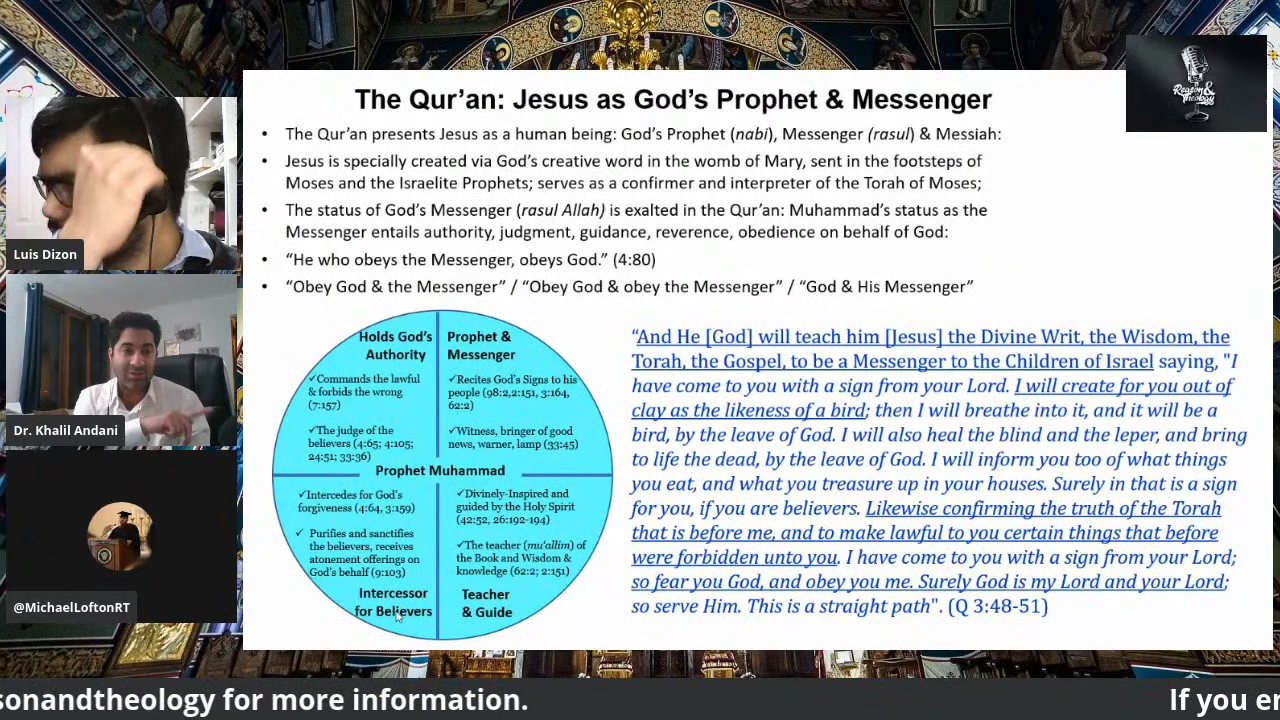 The Qur’an: Jesus as God’s Prophet & Messenger
Reason &
Theology
• The Qur’an presents Jesus as a human being: God’s Prophet (nabi), Messenger (rasul) & Messiah:
• Jesus is specially created via God’s creative word in the womb of Mary, sent in the footsteps of
Moses and the Israelite Prophets; serves as a confirmer and interpreter of the Torah of Moses;
• The status of God’s Messenger (rasul Allah) is exalted in the Qur’an: Muhammad’s status as the
Messenger entails authority, judgment, guidance, reverence, obedience on behalf of God:
• “He who obeys the Messenger, obeys God.” (4:80)
• “Obey God & the Messenger” / “Obey God & obey the Messenger” / “God & His Messenger”
Luis Dizon
Dr. Khalil Andani
@MichaelLoftonRT
Holds God’s
Authority
✓Commands the lawful
& forbids the wrong
(7:157)
✓The judge of the
believers (4:65; 4:105;
24:51; 33:36)
Prophet &
Messenger
✓Recites God’s Signs to his
people (98:2,2:151, 3:164,
62:2)
✓Witness, bringer of good
news, warner, lamp (33:45)
Prophet Muhammad
✓Intercedes for God’s
forgiveness (4:64, 3:159)
✓ Purifies and sanctifies
the believers, receives
atonement offerings on
God’s behalf (9:103)
Intercessor
for Believers
✓Divinely-Inspired and
guided by the Holy Spirit
(42:52, 26:192-194)
✓The teacher (mu‘allim) of
the Book and Wisdom &
knowledge (62:2; 2:151)
Teacher
& Guide
“And He [God] will teach him [Jesus] the Divine Writ, the Wisdom, the
Torah, the Gospel, to be a Messenger to the Children of Israel saying, "I
have come to you with a sign from your Lord. I will create for you out of
clay as the likeness of a bird; then I will breathe into it, and it will be a
bird, by the leave of God. I will also heal the blind and the leper, and bring
to life the dead, by the leave of God. I will inform you too of what things
you eat, and what you treasure up in your houses. Surely in that is a sign
for you, if you are believers. Likewise confirming the truth of the Torah
that is before me, and to make lawful to you certain things that before
were forbidden unto you. I have come to you with a sign from your Lord;
so fear you God, and obey you me. Surely God is my Lord and your Lord;
so serve Him. This is a straight path". (Q 3:48-51)
sonandtheology for more information.
If you en